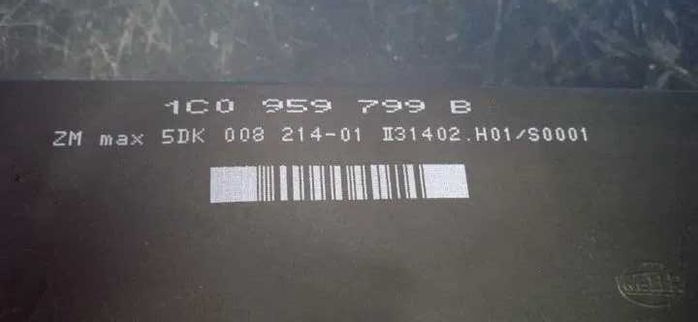 1C0 959 799 B
ZM max 5DK 008 214-01 Ⅱ31402.H01/S0001